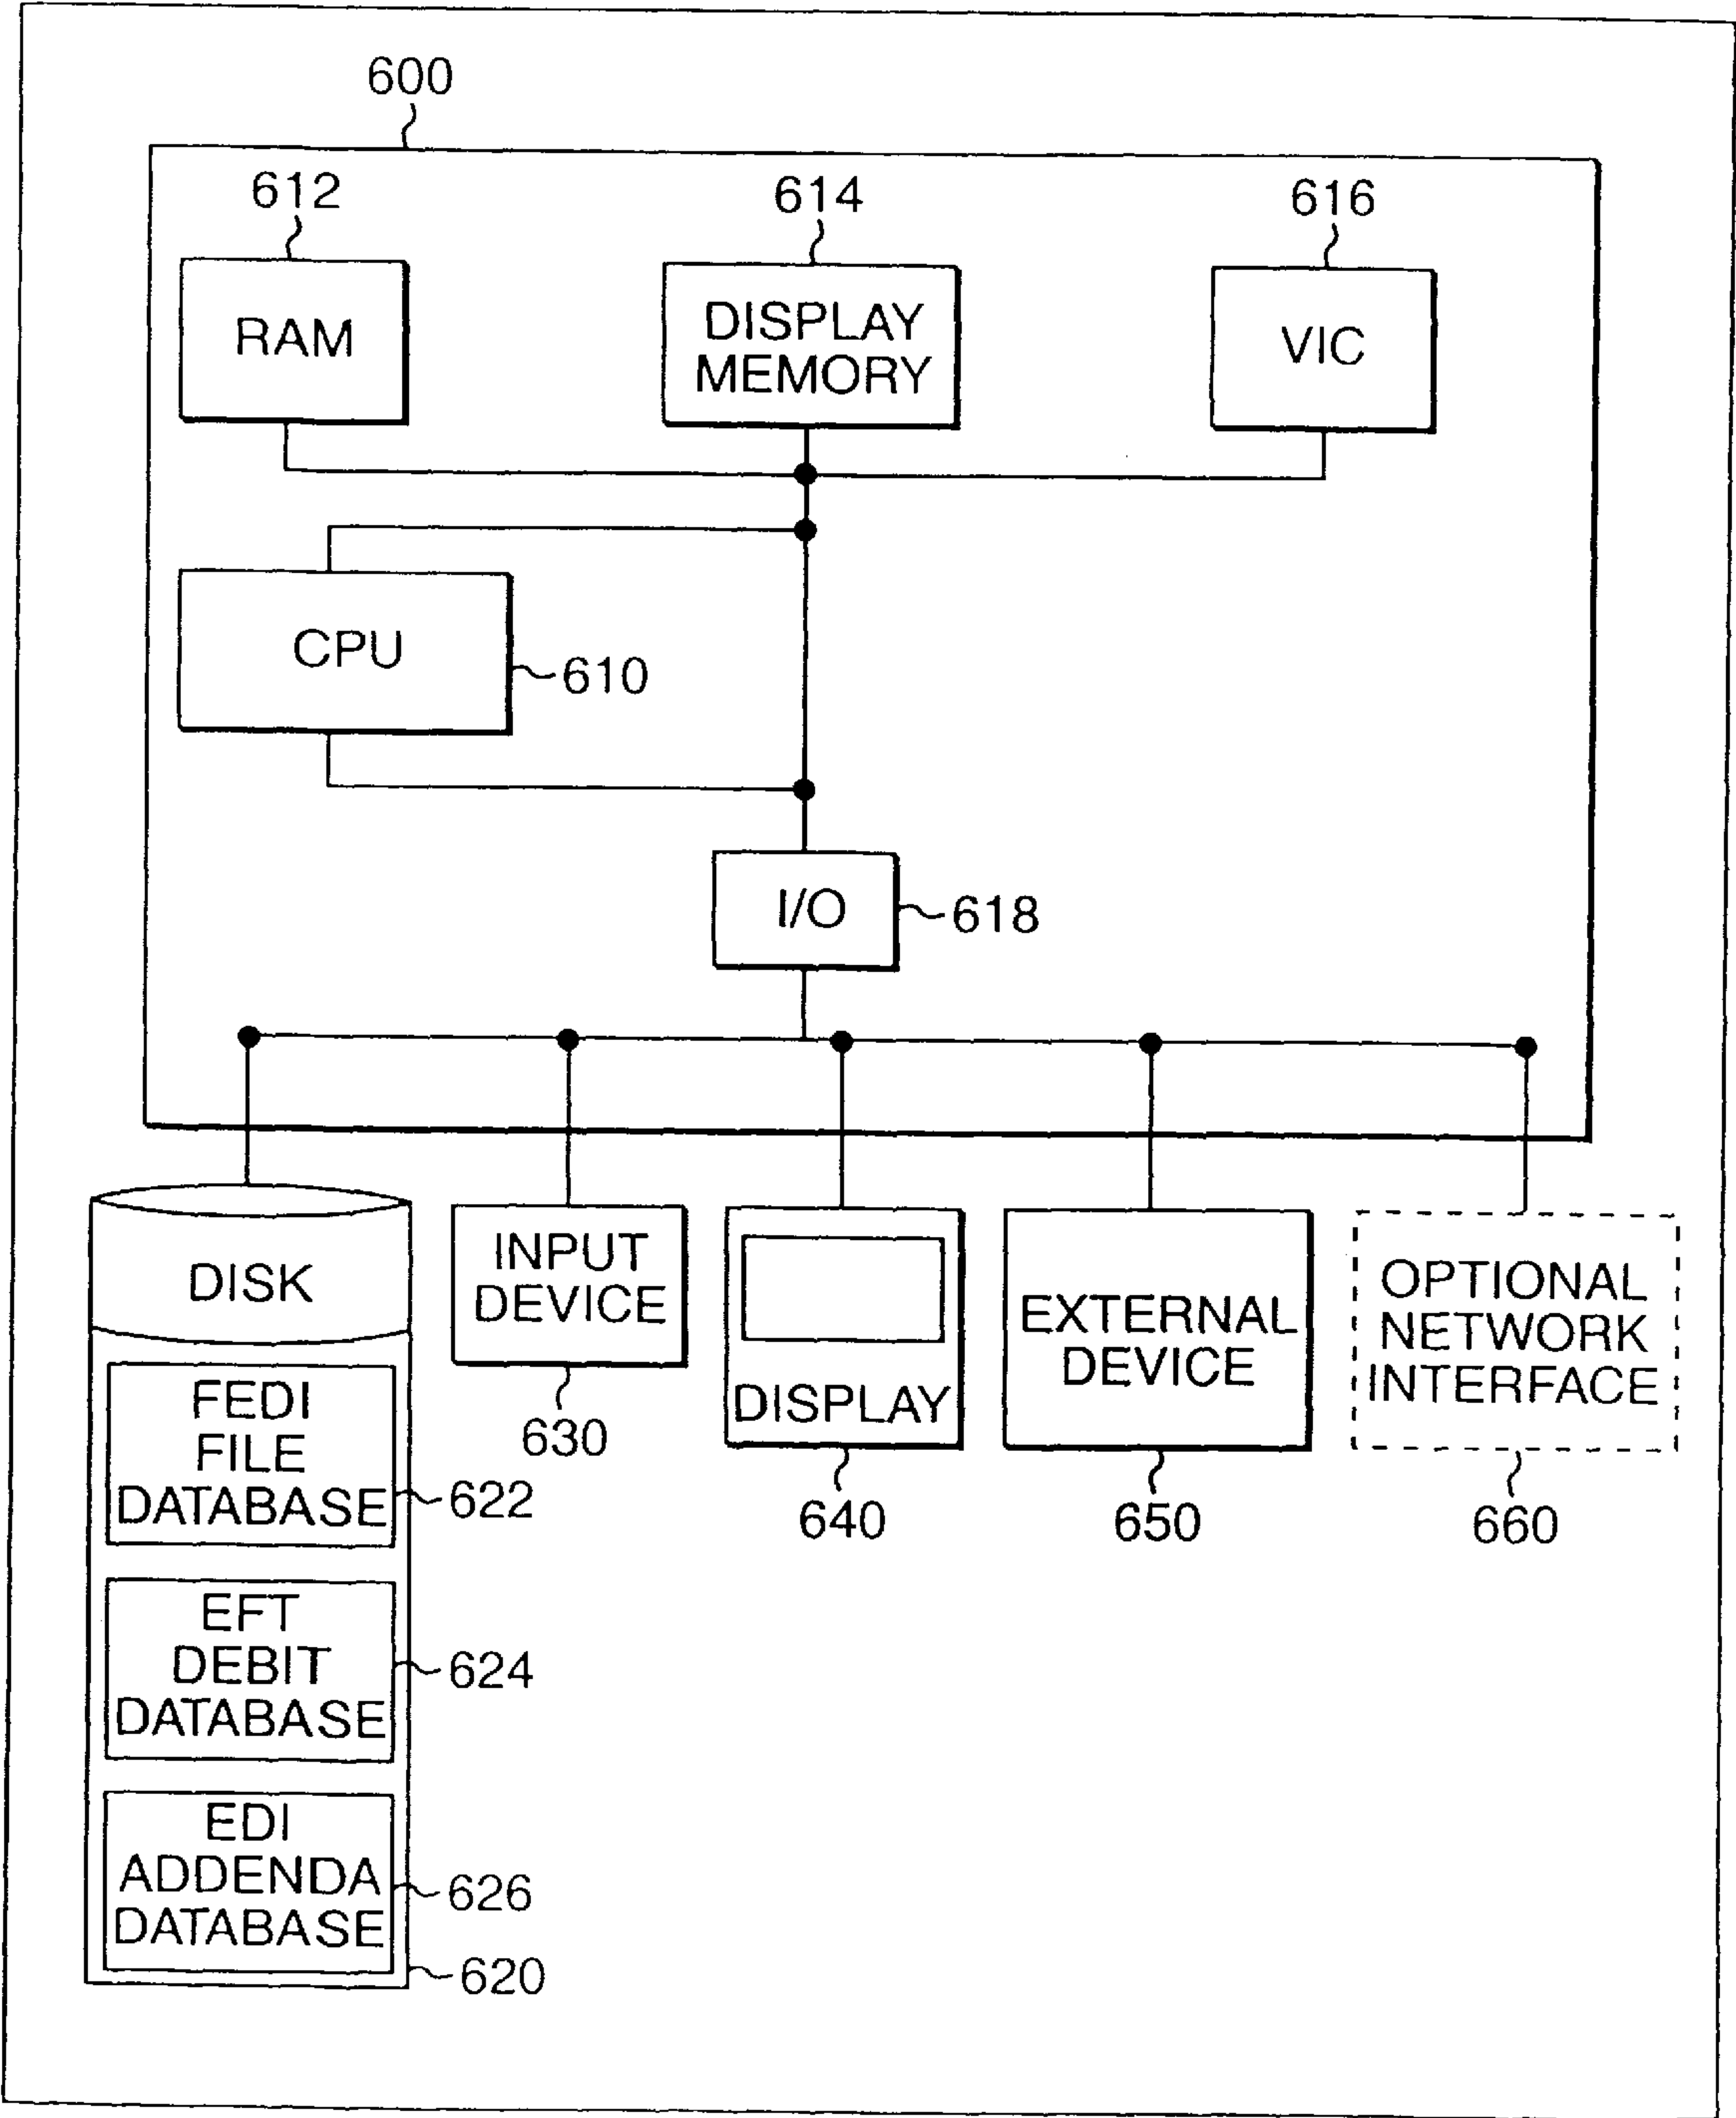 600
612
614
616
RAM
DISPLAY
MEMORY
VIC
CPU
610
I/O
618
DISK
INPUT
DEVICE
630
DISPLAY
640
EXTERNAL
DEVICE
650
OPTIONAL
NETWORK
INTERFACE
660
FEDI
FILE
DATABASE
622
EFT
DEBIT
DATABASE
624
EDI
ADDENDA
DATABASE
626
620